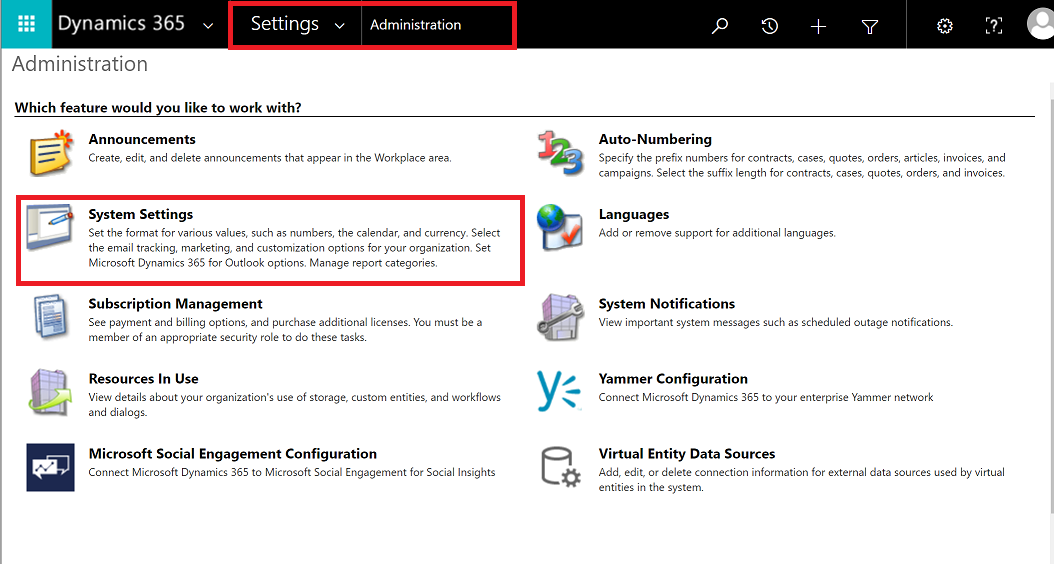 Dynamics 365 Settings Administration
Administration
Which feature would you like to work with?
Announcements
Create, edit, and delete announcements that appear in the Workplace area.
Auto-Numbering
Specify the prefix numbers for contracts, cases, quotes, orders, articles, invoices, and
campaigns. Select the suffix length for contracts, cases, quotes, orders, and invoices.
System Settings
Set the format for various values, such as numbers, the calendar, and currency. Select
the email tracking, marketing, and customization options for your organization. Set
Microsoft Dynamics 365 for Outlook options. Manage report categories.
Languages
Add or remove support for additional languages.
Subscription Management
See payment and billing options, and purchase additional licenses. You must be a
member of an appropriate security role to do these tasks.
System Notifications
View important system messages such as scheduled outage notifications.
Resources In Use
View details about your organization's use of storage, custom entities, and workflows
and dialogs.
Yammer Configuration
Connect Microsoft Dynamics 365 to your enterprise Yammer network
Microsoft Social Engagement Configuration
Connect Microsoft Dynamics 365 to Microsoft Social Engagement for Social Insights
Virtual Entity Data Sources
Add, edit, or delete connection information for external data sources used by virtual
entities in the system.